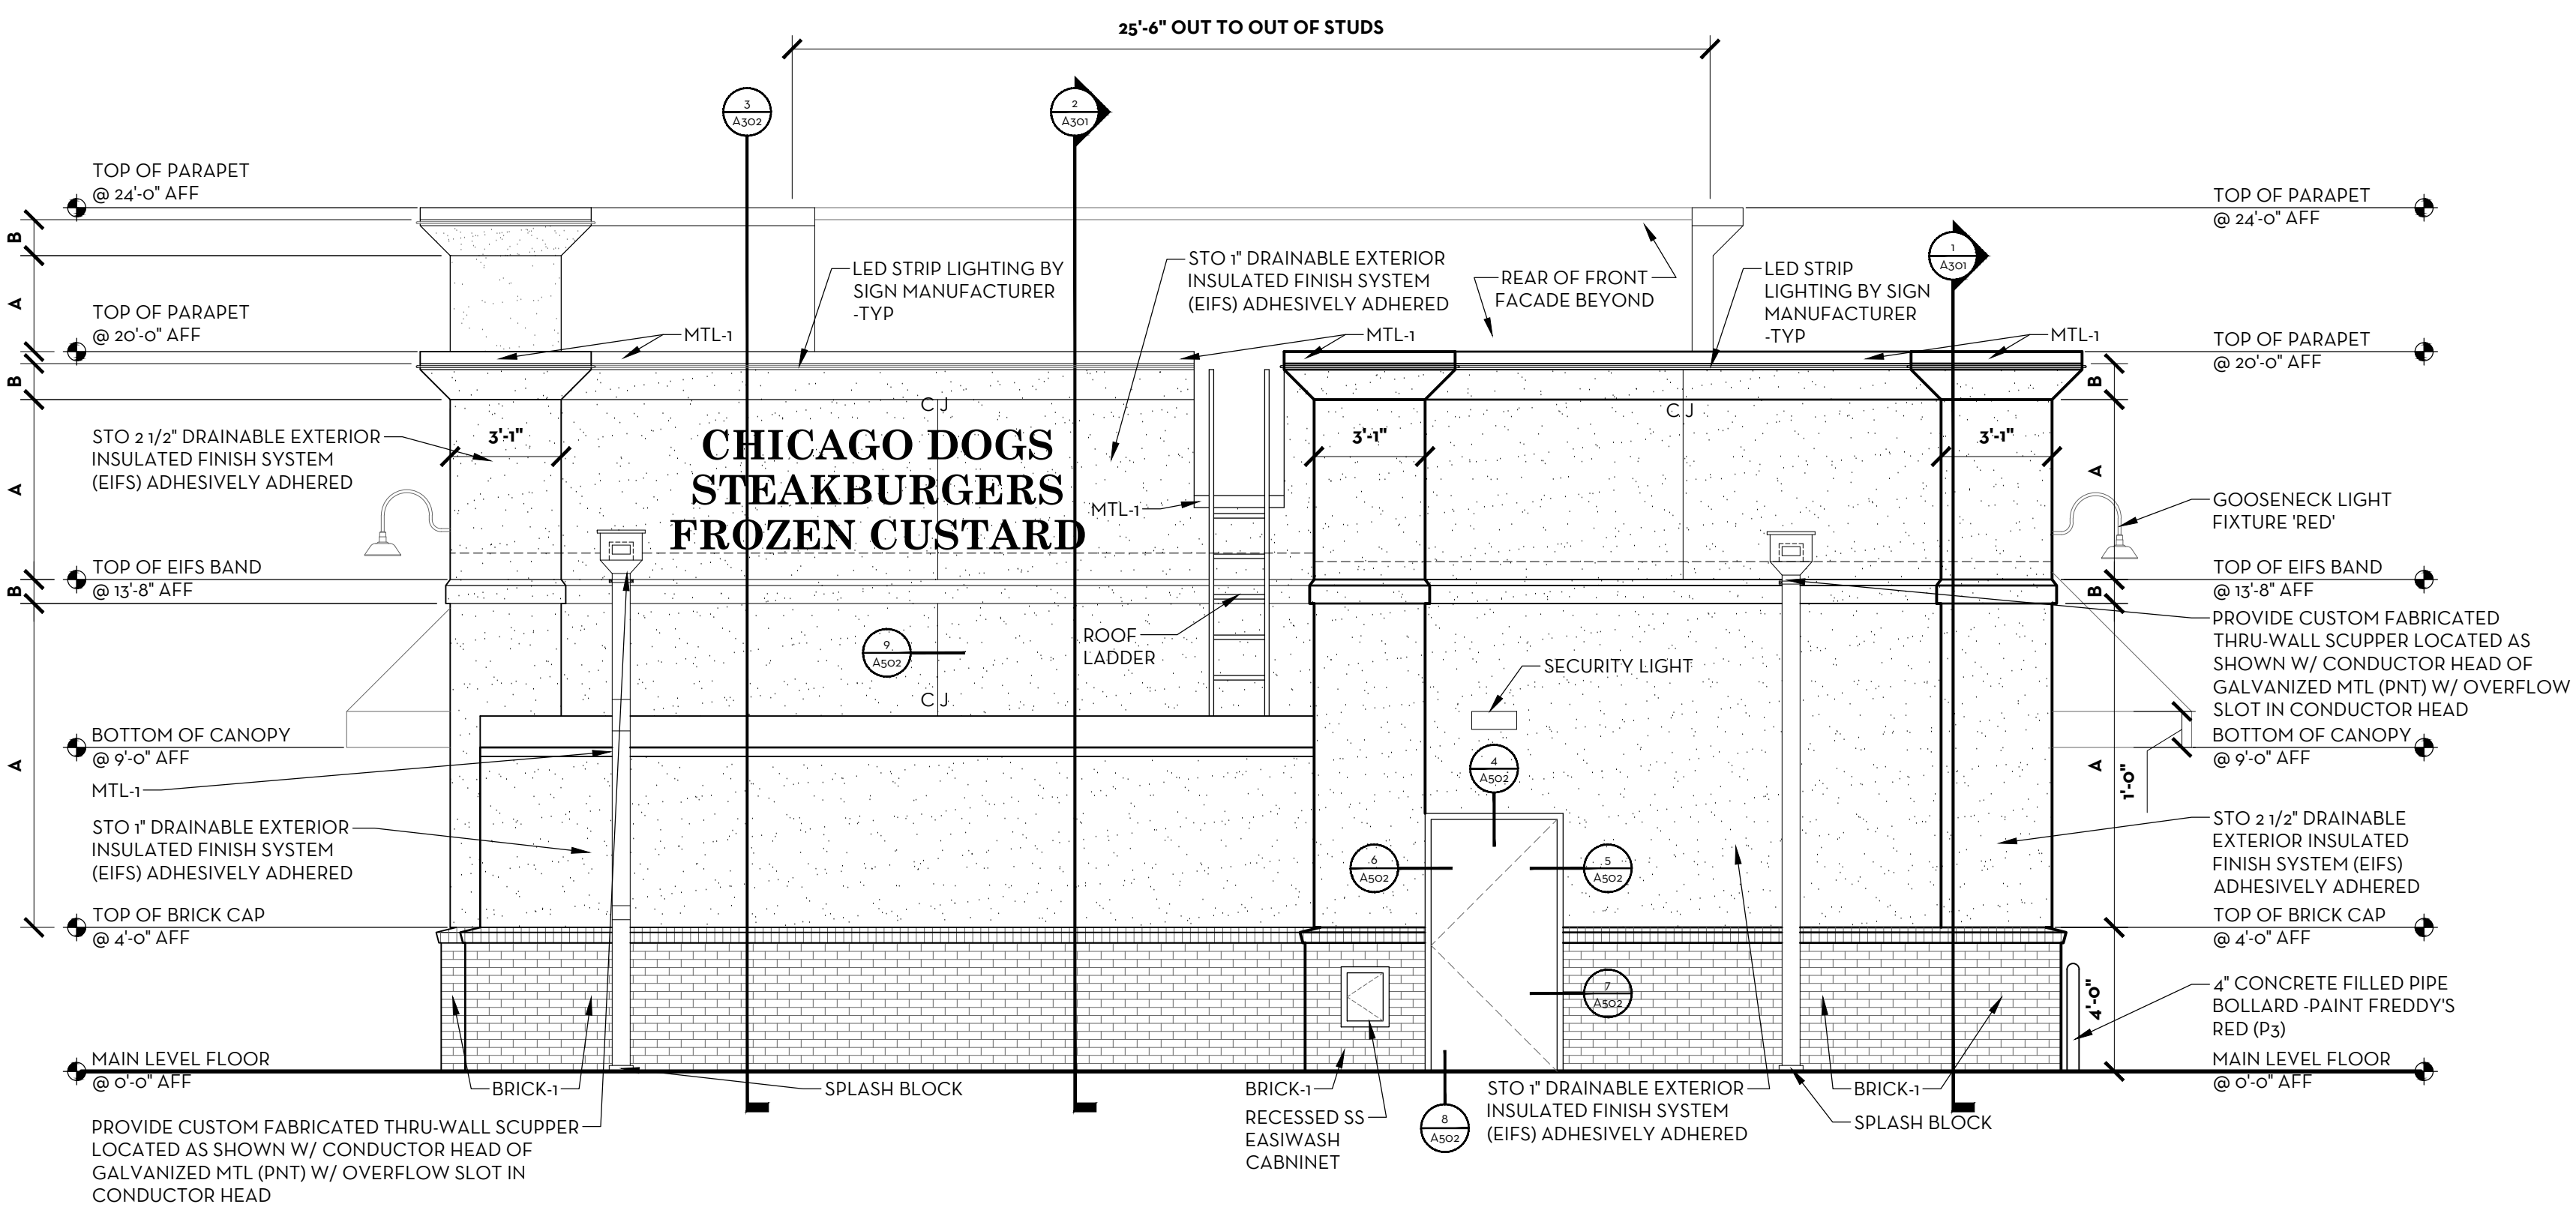 25'-6" OUT TO OUT OF STUDS
3
A302
2
A301
TOP OF PARAPET
@ 24'-0" AFF
TOP OF PARAPET
@ 24'-0" AFF
1
A301
B
A
LED STRIP LIGHTING BY
SIGN MANUFACTURER
-TYP
STO 1" DRAINABLE EXTERIOR
INSULATED FINISH SYSTEM
(EIFS) ADHESIVELY ADHERED
REAR OF FRONT
FACADE BEYOND
LED STRIP
LIGHTING BY SIGN
MANUFACTURER
-TYP
TOP OF PARAPET
@ 20'-0" AFF
MTL-1
MTL-1
MTL-1
TOP OF PARAPET
@ 20'-0" AFF
B
B
CJ
CJ
STO 2 1/2" DRAINABLE EXTERIOR
INSULATED FINISH SYSTEM
(EIFS) ADHESIVELY ADHERED
3'-1"
CHICAGO DOGS
STEAKBURGERS
FROZEN CUSTARD
3'-1"
3'-1"
A
A
MTL-1
GOOSENECK LIGHT
FIXTURE 'RED'
TOP OF EIFS BAND
@ 13'-8" AFF
TOP OF EIFS BAND
@ 13'-8" AFF
B
B
ROOF
LADDER
PROVIDE CUSTOM FABRICATED
THRU-WALL SCUPPER LOCATED AS
SHOWN W/ CONDUCTOR HEAD OF
GALVANIZED MTL (PNT) W/ OVERFLOW
SLOT IN CONDUCTOR HEAD
9
A502
SECURITY LIGHT
CJ
BOTTOM OF CANOPY
@ 9'-0" AFF
BOTTOM OF CANOPY
@ 9'-0" AFF
A
A
1'-0"
4
A502
MTL-1
STO 1" DRAINABLE EXTERIOR
INSULATED FINISH SYSTEM
(EIFS) ADHESIVELY ADHERED
6
A502
5
A502
STO 2 1/2" DRAINABLE
EXTERIOR INSULATED
FINISH SYSTEM (EIFS)
ADHESIVELY ADHERED
TOP OF BRICK CAP
@ 4'-0" AFF
TOP OF BRICK CAP
@ 4'-0" AFF
7
A502
4'-0"
4" CONCRETE FILLED PIPE
BOLLARD -PAINT FREDDY'S
RED (P3)
MAIN LEVEL FLOOR
@ 0'-0" AFF
MAIN LEVEL FLOOR
@ 0'-0" AFF
BRICK-1
SPLASH BLOCK
BRICK-1
RECESSED SS
EASIWASH
CABNINET
8
A502
STO 1" DRAINABLE EXTERIOR
INSULATED FINISH SYSTEM
(EIFS) ADHESIVELY ADHERED
BRICK-1
SPLASH BLOCK
PROVIDE CUSTOM FABRICATED THRU-WALL SCUPPER
LOCATED AS SHOWN W/ CONDUCTOR HEAD OF
GALVANIZED MTL (PNT) W/ OVERFLOW SLOT IN
CONDUCTOR HEAD